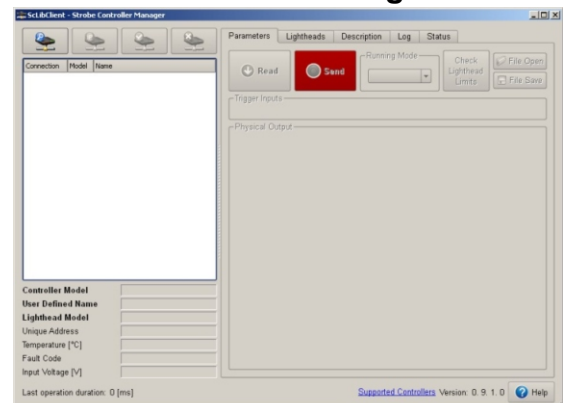 ScLibClient - Strobe Controller Manager
Parameters Lightheads Description Log Status
Read Send Running Mode Check Lighthead Limits File Open File Save
Connection Model Name
Trigger Inputs
Physical Output
Controller Model
User Defined Name
Lighthead Model
Unique Address
Temperature [°C]
Fault Code
Input Voltage [V]
Last operation duration: 0 [ms] Supported Controllers Version: 0. 9. 1. 0 Help